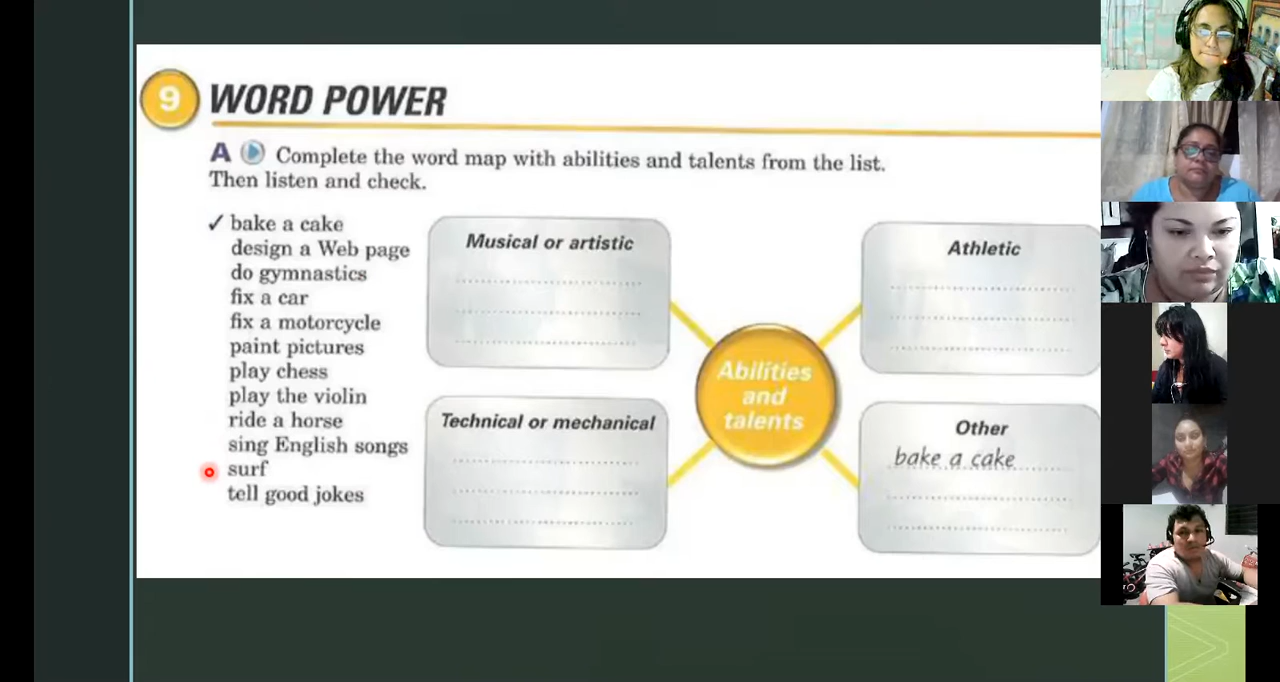 9 WORD POWER
A Complete the word map with abilities and talents from the list.
Then listen and check.
✓ bake a cake
design a Web page
do gymnastics
fix a car
fix a motorcycle
paint pictures
play chess
play the violin
ride a horse
sing English songs
surf
tell good jokes
Musical or artistic
Technical or mechanical
Abilities
and
talents
Athletic
Other
bake a cake